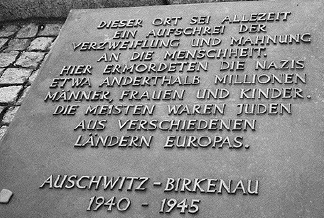 DIESER ORT SEI ALLEZEIT
EIN AUFSCHREI DER
VERZWEIFLUNG UND MAHNUNG
AN DIE MENSCHHEIT.
HIER ERMORDETEN DIE NAZIS
ETWA ANDERTHALB MILLIONEN
MÄNNER, FRAUEN UND KINDER.
DIE MEISTEN WAREN JUDEN
AUS VERSCHIEDENEN
LÄNDERN EUROPAS.
AUSCHWITZ - BIRKENAU
1940 - 1945